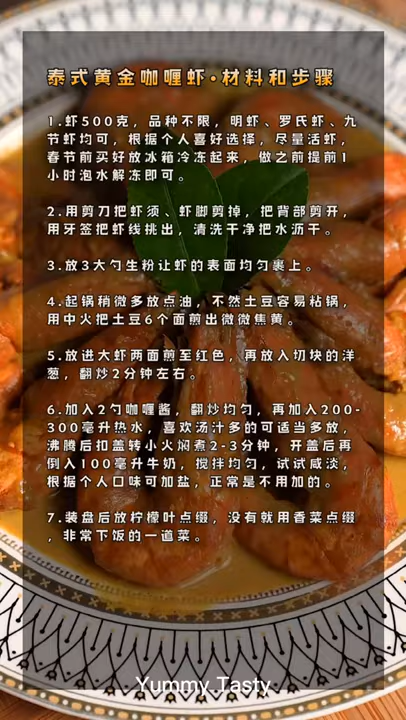 泰式黄金咖喱虾·材料和步骤
1.虾500克，品种不限，明虾、罗氏虾、九
节虾均可，根据个人喜好选择，尽量活虾，
春节前买好放冰箱冷冻起来，做之前提前1
小时泡水解冻即可。
2.用剪刀把虾须、虾脚剪掉，把背部剪开，
用牙签把虾线挑出，清洗干净把水沥干。
3.放3大勺生粉让虾的表面均匀裹上。
4.起锅稍微多放点油，不然土豆容易粘锅，
用中火把土豆6个面煎出微微焦黄。
5.放进大虾两面煎至红色，再放入切块的洋
葱，翻炒2分钟左右。
6.加入2勺咖喱酱，翻炒均匀，再加入200-
300毫升热水，喜欢汤汁多的可适当多放，
沸腾后扣盖转小火焖煮2-3分钟，开盖后再
倒入100毫升牛奶，搅拌均匀，试试咸淡，
根据个人口味可加盐，正常是不用加的。
7.装盘后放柠檬叶点缀，没有就用香菜点缀
，非常下饭的一道菜。
Yummy Tasty